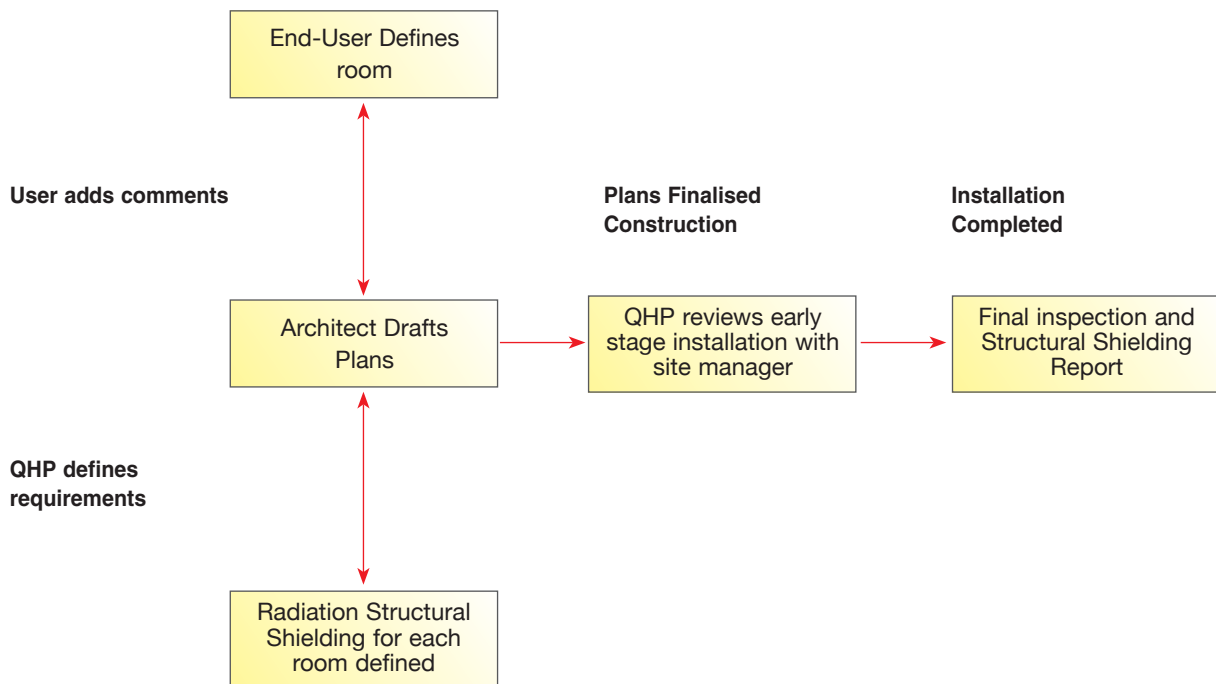 End-User Defines
room
User adds comments
Plans Finalised
Construction
Installation
Completed
Architect Drafts
Plans
QHP reviews early
stage installation with
site manager
Final inspection and
Structural Shielding
Report
QHP defines
requirements
Radiation Structural
Shielding for each
room defined